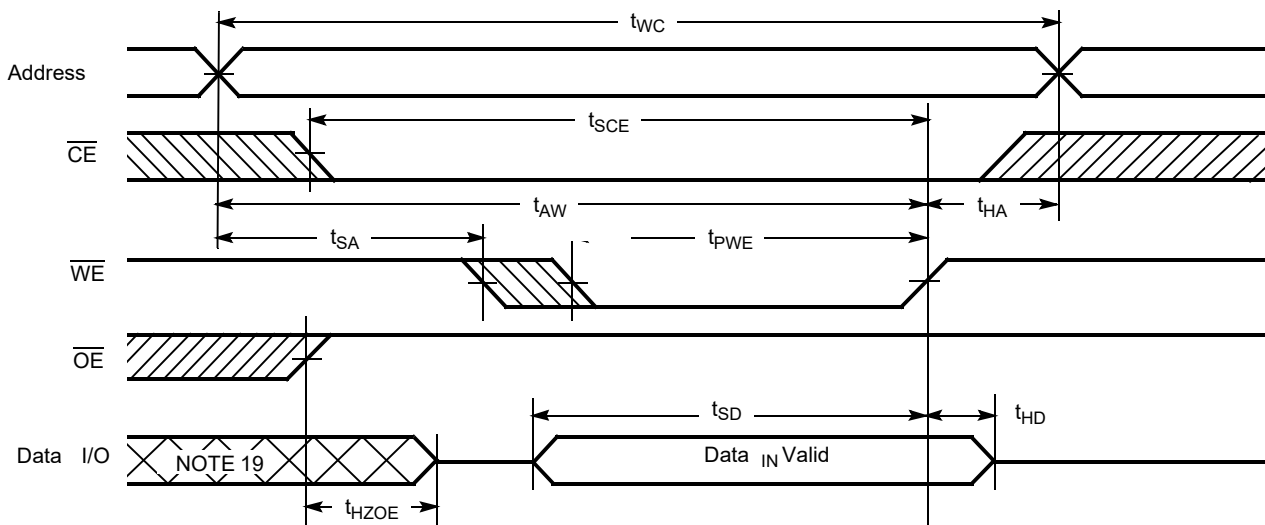 tWC
Address
tSCE
CE
tAW
tHA
tSA
tPWE
WE
OE
tSD
tHD
Data I/O
NOTE 19
Data IN Valid
tHZOE